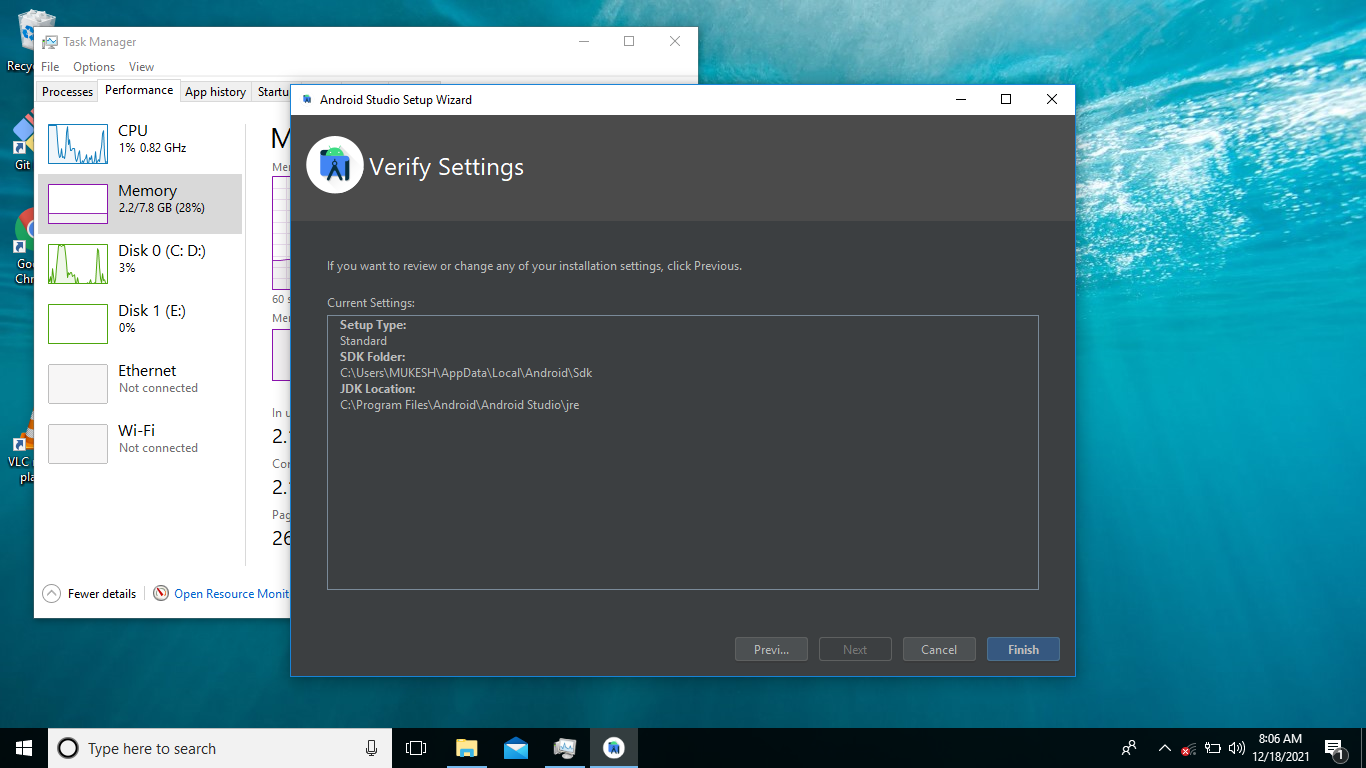 Recyc
Git
Goo
Chr
VLC
pla
Task Manager
File Options View
Processes Performance App history Startu
CPU
1% 0.82 GHz
Memory
2.2/7.8 GB (28%)
Disk 0 (C: D:)
3%
Disk 1 (E:)
0%
Ethernet
Not connected
Wi-Fi
Not connected
M
60 s
In u
2.
2.
Pag
26
Fewer details Open Resource Monit
Android Studio Setup Wizard
Verify Settings
If you want to review or change any of your installation settings, click Previous.
Current Settings:
Setup Type:
Standard
SDK Folder:
C:\Users\MUKESH\AppData\Local\Android\Sdk
JDK Location:
C:\Program Files\Android\Android Studio\jre
Previ... Next Cancel Finish
Type here to search
8:06 AM
12/18/2021
1